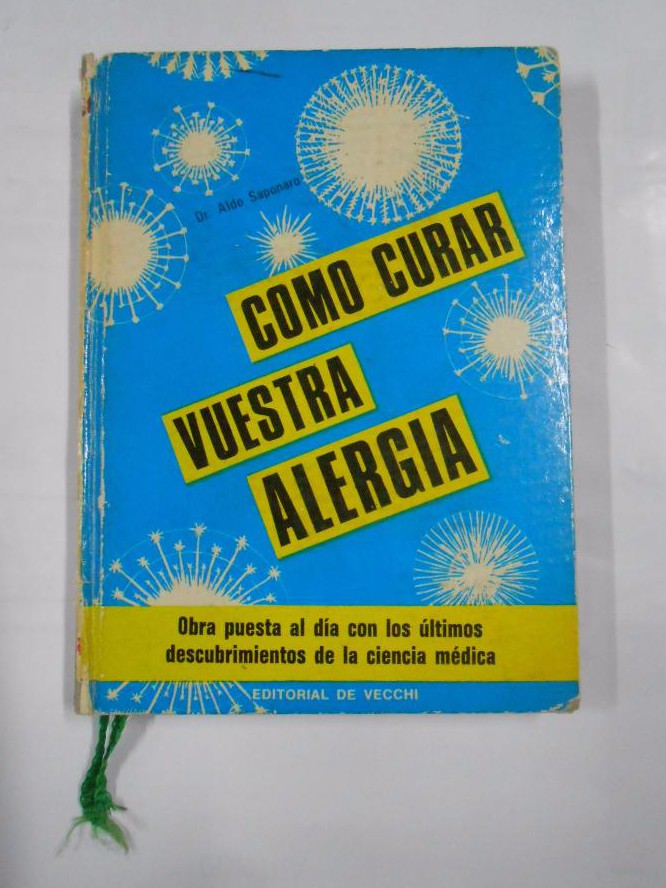 Dr. Aldo Saponaro
COMO CURAR
VUESTRA
ALERGIA
Obra puesta al día con los últimos
descubrimientos de la ciencia médica
EDITORIAL DE VECCHI